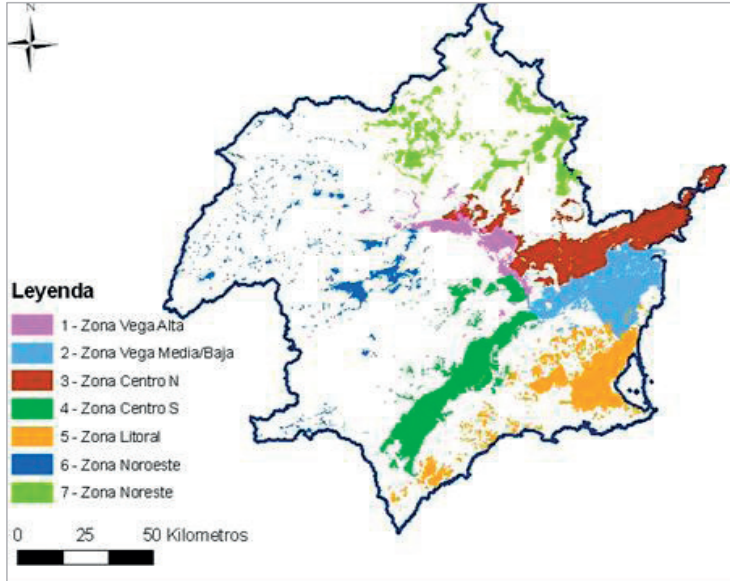 N
Leyenda
1 - Zona Vega Alta
2 - Zona Vega Media/Baja
3 - Zona Centro N
4 - Zona Centro S
5 - Zona Litoral
6 - Zona Noroeste
7 - Zona Noreste
0 25 50 Kilometros